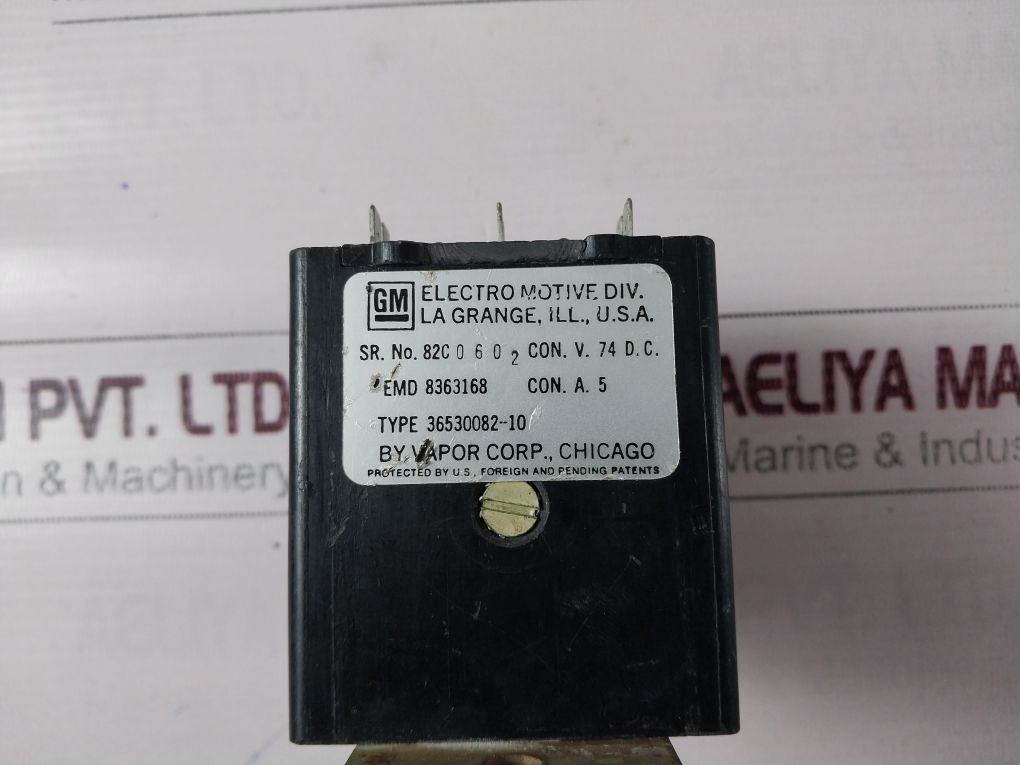 GM ELECTRO MOTIVE DIV.
LA GRANGE, ILL., U.S.A.
SR. No. 82C 0 6 0 2 CON. V. 74 D.C.
EMD 8363168 CON. A. 5
TYPE 36530082-10
BY VAPOR CORP., CHICAGO
PROTECTED BY U.S., FOREIGN AND PENDING PATENTS
PVT. LTD
n & Machinery
AELIYA MA
Marine & Indus